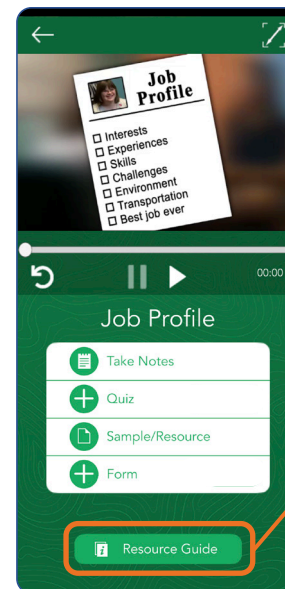 Job
Profile
Interests
Experiences
Skills
Challenges
Environment
Transportation
Best job ever
00:00
Job Profile
Take Notes
Quiz
Sample/Resource
Form
Resource Guide